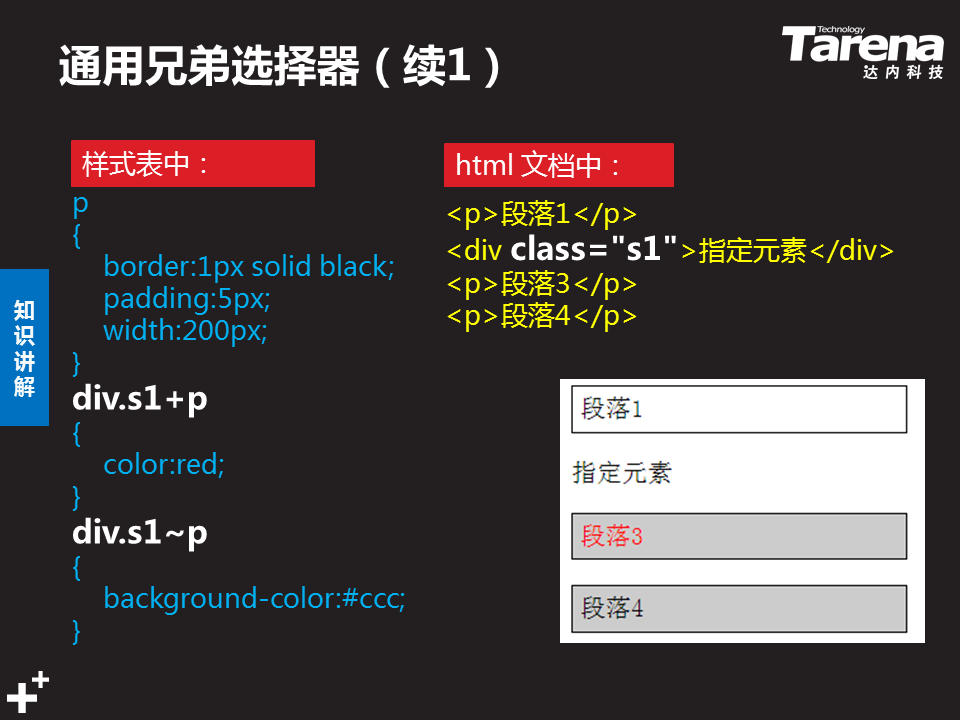 通用兄弟选择器（续1）
Technology
Tarena
达内科技
样式表中：
p
{
border:1px solid black;
padding:5px;
width:200px;
}
div.s1+p
{
color:red;
}
div.s1~p
{
background-color:#ccc;
}
html 文档中：
<p>段落1</p>
<div class="s1">指定元素</div>
<p>段落3</p>
<p>段落4</p>
段落1
指定元素
段落3
段落4
知识讲解